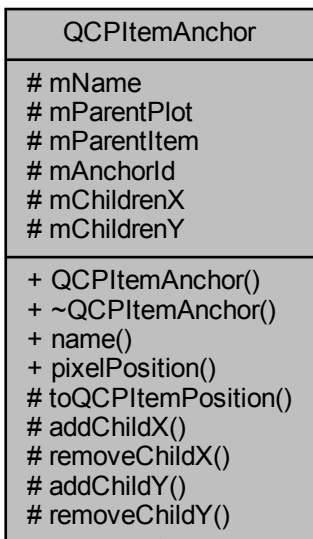 QCPItemAnchor
# mName
# mParentPlot
# mParentItem
# mAnchorId
# mChildrenX
# mChildrenY
+ QCPItemAnchor()
+ ~QCPItemAnchor()
+ name()
+ pixelPosition()
# toQCPItemPosition()
# addChildX()
# removeChildX()
# addChildY()
# removeChildY()